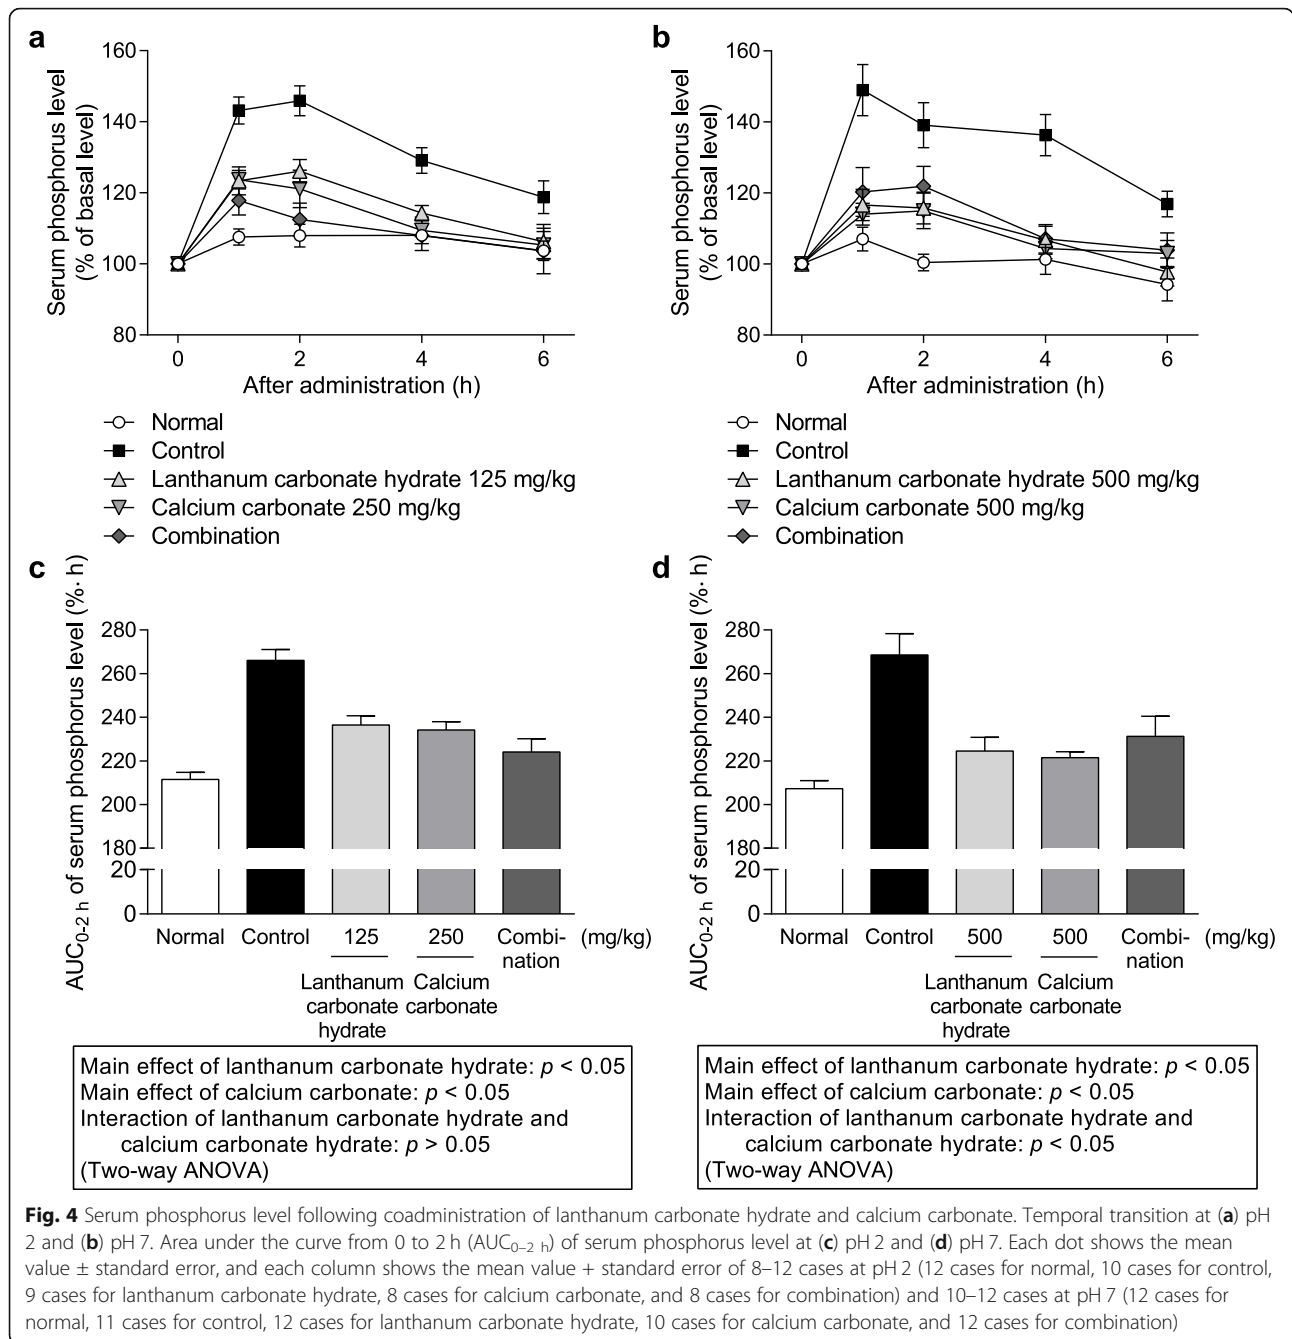 a
Serum phosphorus level
(% of basal level)
160
140
120
100
80
0 2 4 6
After administration (h)
Normal
Control
Lanthanum carbonate hydrate 125 mg/kg
Calcium carbonate 250 mg/kg
Combination
b
Serum phosphorus level
(% of basal level)
160
140
120
100
80
0 2 4 6
After administration (h)
Normal
Control
Lanthanum carbonate hydrate 500 mg/kg
Calcium carbonate 500 mg/kg
Combination
c
AUC0-2 h of serum phosphorus level (%· h)
280
260
240
220
200
180
20
0
Normal Control 125 250 Combi- (mg/kg)
nation
Lanthanum Calcium
carbonate carbonate
hydrate
Main effect of lanthanum carbonate hydrate: p < 0.05
Main effect of calcium carbonate: p < 0.05
Interaction of lanthanum carbonate hydrate and
calcium carbonate hydrate: p > 0.05
(Two-way ANOVA)
d
AUC0-2 h of serum phosphorus level (%· h)
280
260
240
220
200
180
20
0
Normal Control 500 500 Combi- (mg/kg)
nation
Lanthanum Calcium
carbonate carbonate
hydrate
Main effect of lanthanum carbonate hydrate: p < 0.05
Main effect of calcium carbonate: p < 0.05
Interaction of lanthanum carbonate hydrate and
calcium carbonate hydrate: p < 0.05
(Two-way ANOVA)
Fig. 4 Serum phosphorus level following coadministration of lanthanum carbonate hydrate and calcium carbonate. Temporal transition at (a) pH
2 and (b) pH 7. Area under the curve from 0 to 2 h (AUC0–2 h) of serum phosphorus level at (c) pH 2 and (d) pH 7. Each dot shows the mean
value ± standard error, and each column shows the mean value + standard error of 8–12 cases at pH 2 (12 cases for normal, 10 cases for control,
9 cases for lanthanum carbonate hydrate, 8 cases for calcium carbonate, and 8 cases for combination) and 10–12 cases at pH 7 (12 cases for
normal, 11 cases for control, 12 cases for lanthanum carbonate hydrate, 10 cases for calcium carbonate, and 12 cases for combination)